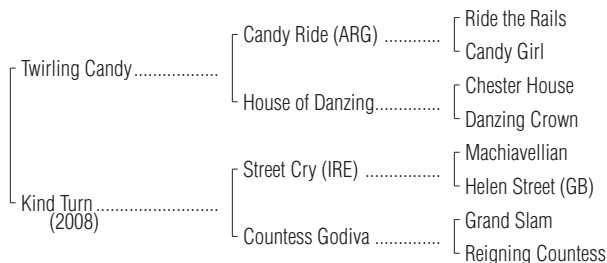 Ride the Rails
Candy Ride (ARG) ............
Candy Girl
Twirling Candy..................
Chester House
House of Danzing..............
Danzing Crown
Machiavellian
Street Cry (IRE) ................
Helen Street (GB)
Kind Turn..........................
(2008)
Grand Slam
Countess Godiva ..............
Reigning Countess